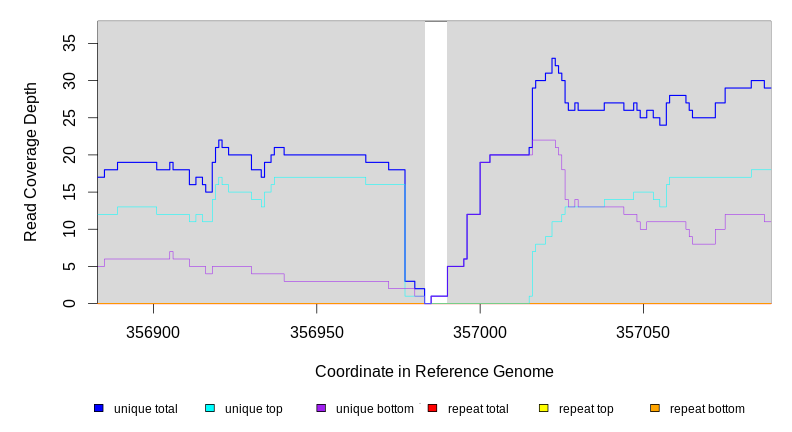 Read Coverage Depth
35
30
25
20
15
10
5
0
356900 356950 357000 357050
Coordinate in Reference Genome
unique total unique top unique bottom repeat total repeat top repeat bottom